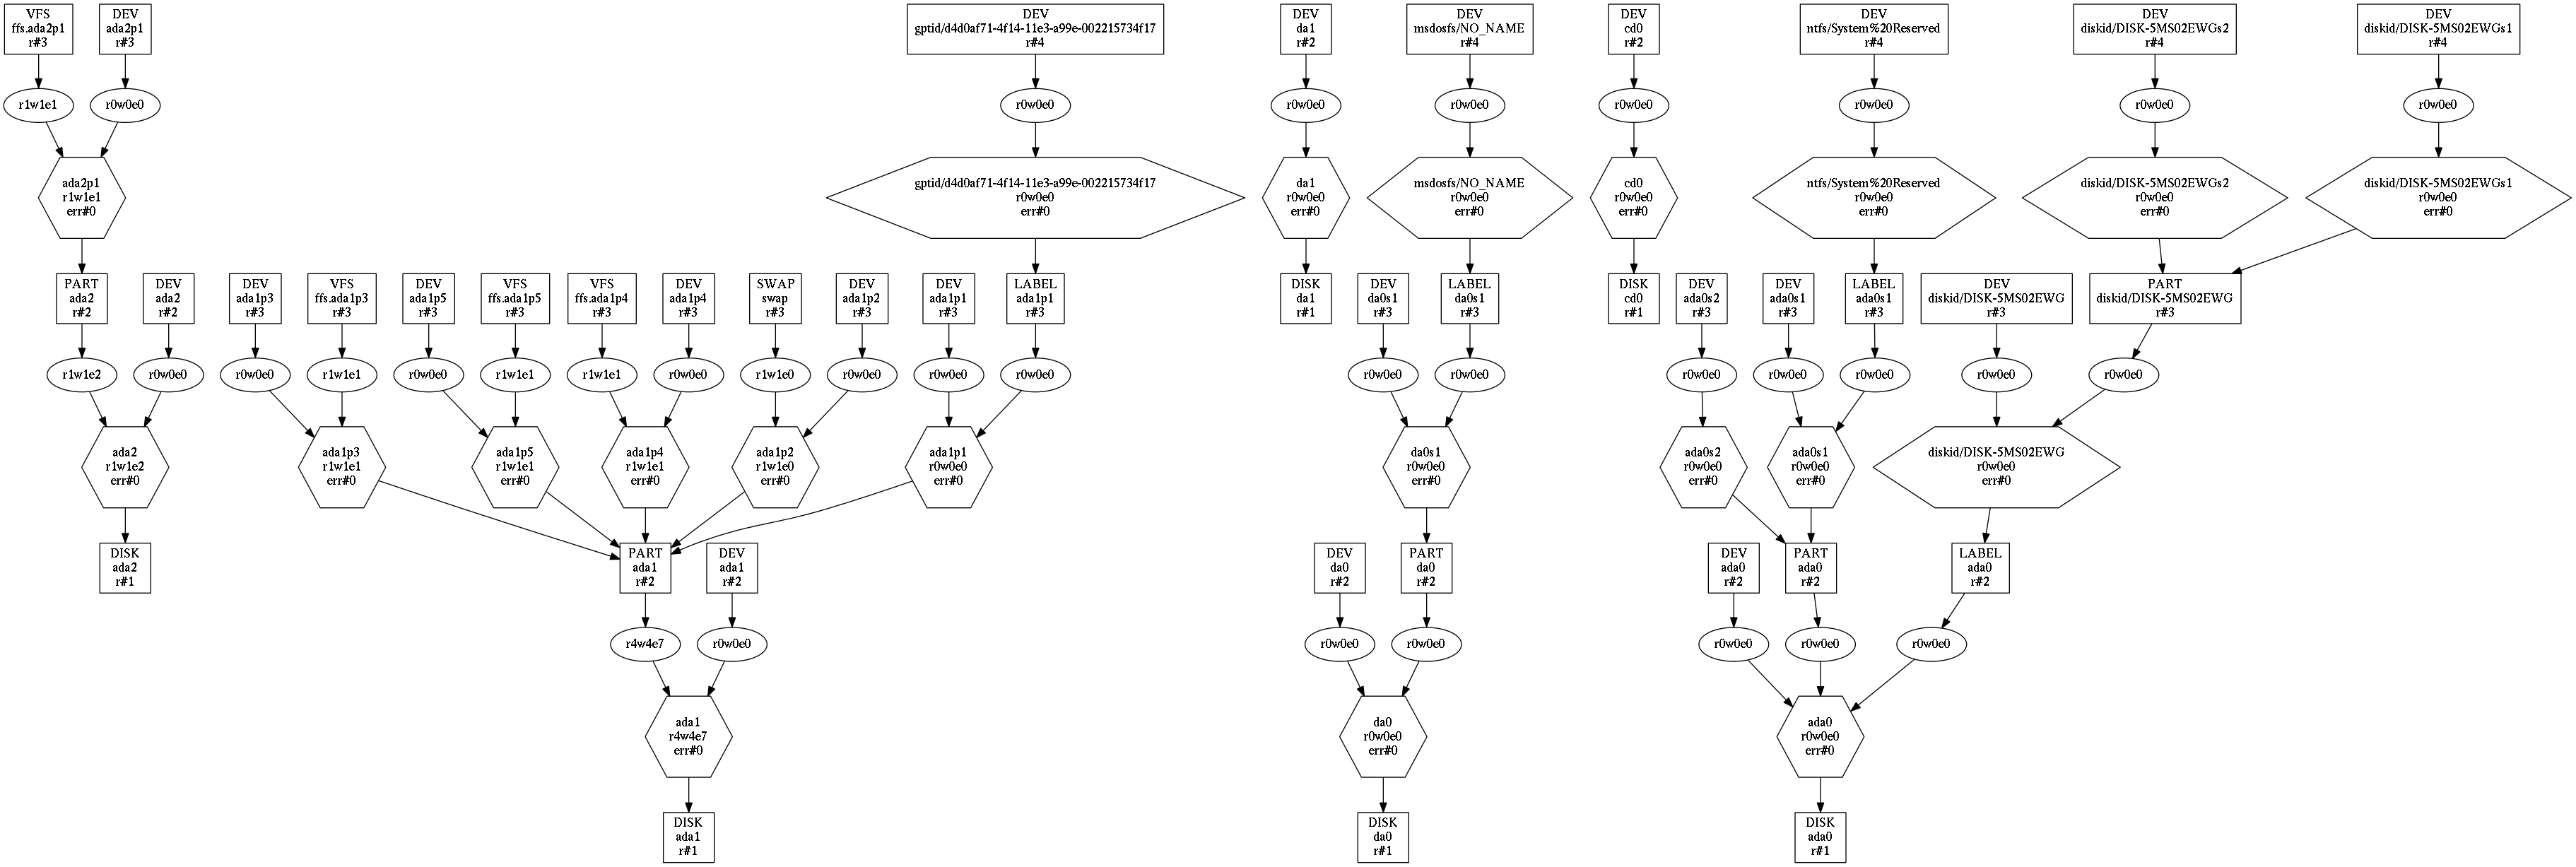 VFS
ffs.ada2p1
r#3
DEV
ada2p1
r#3
DEV
gptid/d4d0af71-4f14-11e3-a99e-002215734f17
r#4
DEV
da1
r#2
DEV
msdosfs/NO_NAME
r#4
DEV
cd0
r#2
DEV
ntfs/System%20Reserved
r#4
DEV
diskid/DISK-5MS02EWGs2
r#4
DEV
diskid/DISK-5MS02EWGs1
r#4
r1w1e1
r0w0e0
r0w0e0
r0w0e0
r0w0e0
r0w0e0
r0w0e0
r0w0e0
r0w0e0
ada2p1
r1w1e1
err#0
gptid/d4d0af71-4f14-11e3-a99e-002215734f17
r0w0e0
err#0
da1
r0w0e0
err#0
msdosfs/NO_NAME
r0w0e0
err#0
cd0
r0w0e0
err#0
ntfs/System%20Reserved
r0w0e0
err#0
diskid/DISK-5MS02EWGs2
r0w0e0
err#0
diskid/DISK-5MS02EWGs1
r0w0e0
err#0
PART
ada2
r#2
DEV
ada2
r#2
DEV
ada1p3
r#3
VFS
ffs.ada1p3
r#3
DEV
ada1p5
r#3
VFS
ffs.ada1p5
r#3
VFS
ffs.ada1p4
r#3
DEV
ada1p4
r#3
SWAP
swap
r#3
DEV
ada1p2
r#3
DEV
ada1p1
r#3
LABEL
ada1p1
r#3
DISK
da1
r#1
DEV
da0s1
r#3
LABEL
da0s1
r#3
DISK
cd0
r#1
DEV
ada0s2
r#3
DEV
ada0s1
r#3
LABEL
ada0s1
r#3
DEV
diskid/DISK-5MS02EWG
r#3
PART
diskid/DISK-5MS02EWG
r#3
r1w1e2
r0w0e0
r0w0e0
r1w1e1
r0w0e0
r1w1e1
r1w1e1
r0w0e0
r1w1e0
r0w0e0
r0w0e0
r0w0e0
r0w0e0
r0w0e0
r0w0e0
r0w0e0
r0w0e0
r0w0e0
r0w0e0
ada2
r1w1e2
err#0
ada1p3
r1w1e1
err#0
ada1p5
r1w1e1
err#0
ada1p4
r1w1e1
err#0
ada1p2
r1w1e0
err#0
ada1p1
r0w0e0
err#0
da0s1
r0w0e0
err#0
ada0s2
r0w0e0
err#0
ada0s1
r0w0e0
err#0
diskid/DISK-5MS02EWG
r0w0e0
err#0
DISK
ada2
r#1
PART
ada1
r#2
DEV
ada1
r#2
DEV
da0
r#2
PART
da0
r#2
DEV
ada0
r#2
PART
ada0
r#2
LABEL
ada0
r#2
r4w4e7
r0w0e0
r0w0e0
r0w0e0
r0w0e0
r0w0e0
r0w0e0
ada1
r4w4e7
err#0
da0
r0w0e0
err#0
ada0
r0w0e0
err#0
DISK
ada1
r#1
DISK
da0
r#1
DISK
ada0
r#1